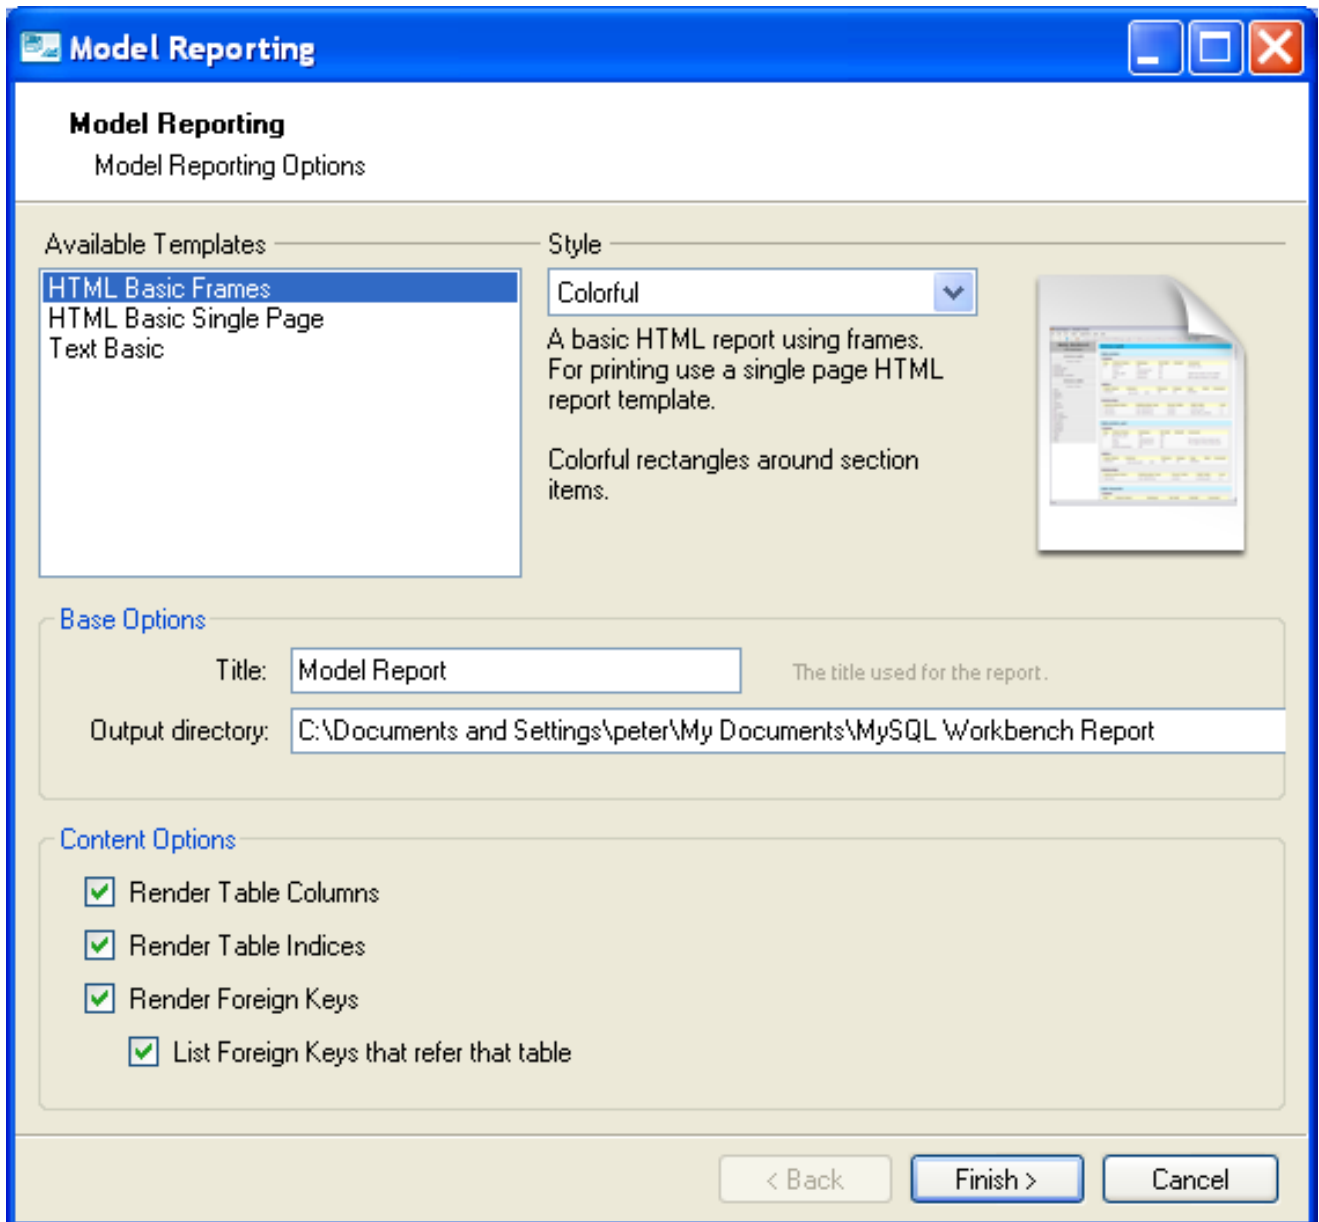 Model Reporting
Model Reporting
Model Reporting Options
Available Templates
HTML Basic Frames
HTML Basic Single Page
Text Basic
Style
Colorful
A basic HTML report using frames.
For printing use a single page HTML
report template.
Colorful rectangles around section
items.
Base Options
Title: Model Report The title used for the report.
Output directory: C:\Documents and Settings\peter\My Documents\MySQL Workbench Report
Content Options
Render Table Columns
Render Table Indices
Render Foreign Keys
List Foreign Keys that refer that table
< Back Finish > Cancel